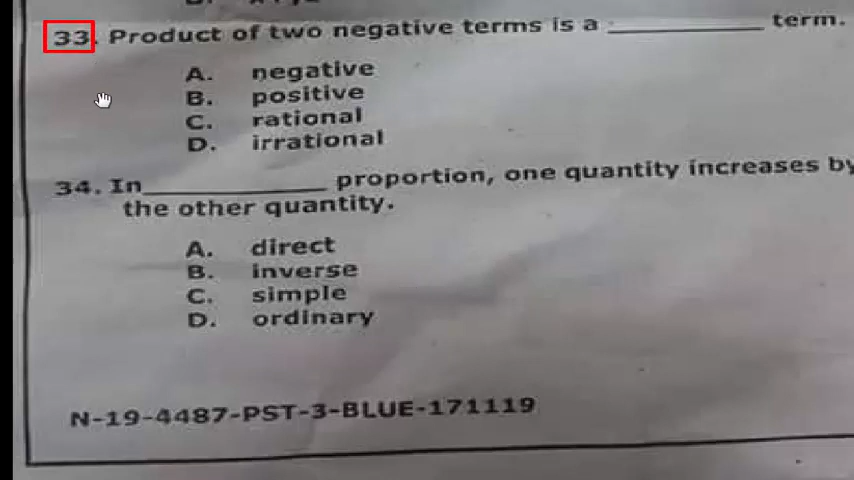 33. Product of two negative terms is a __________ term.
A. negative
B. positive
C. rational
D. irrational
34. In____________ proportion, one quantity increases by
the other quantity.
A. direct
B. inverse
C. simple
D. ordinary
N-19-4487-PST-3-BLUE-171119